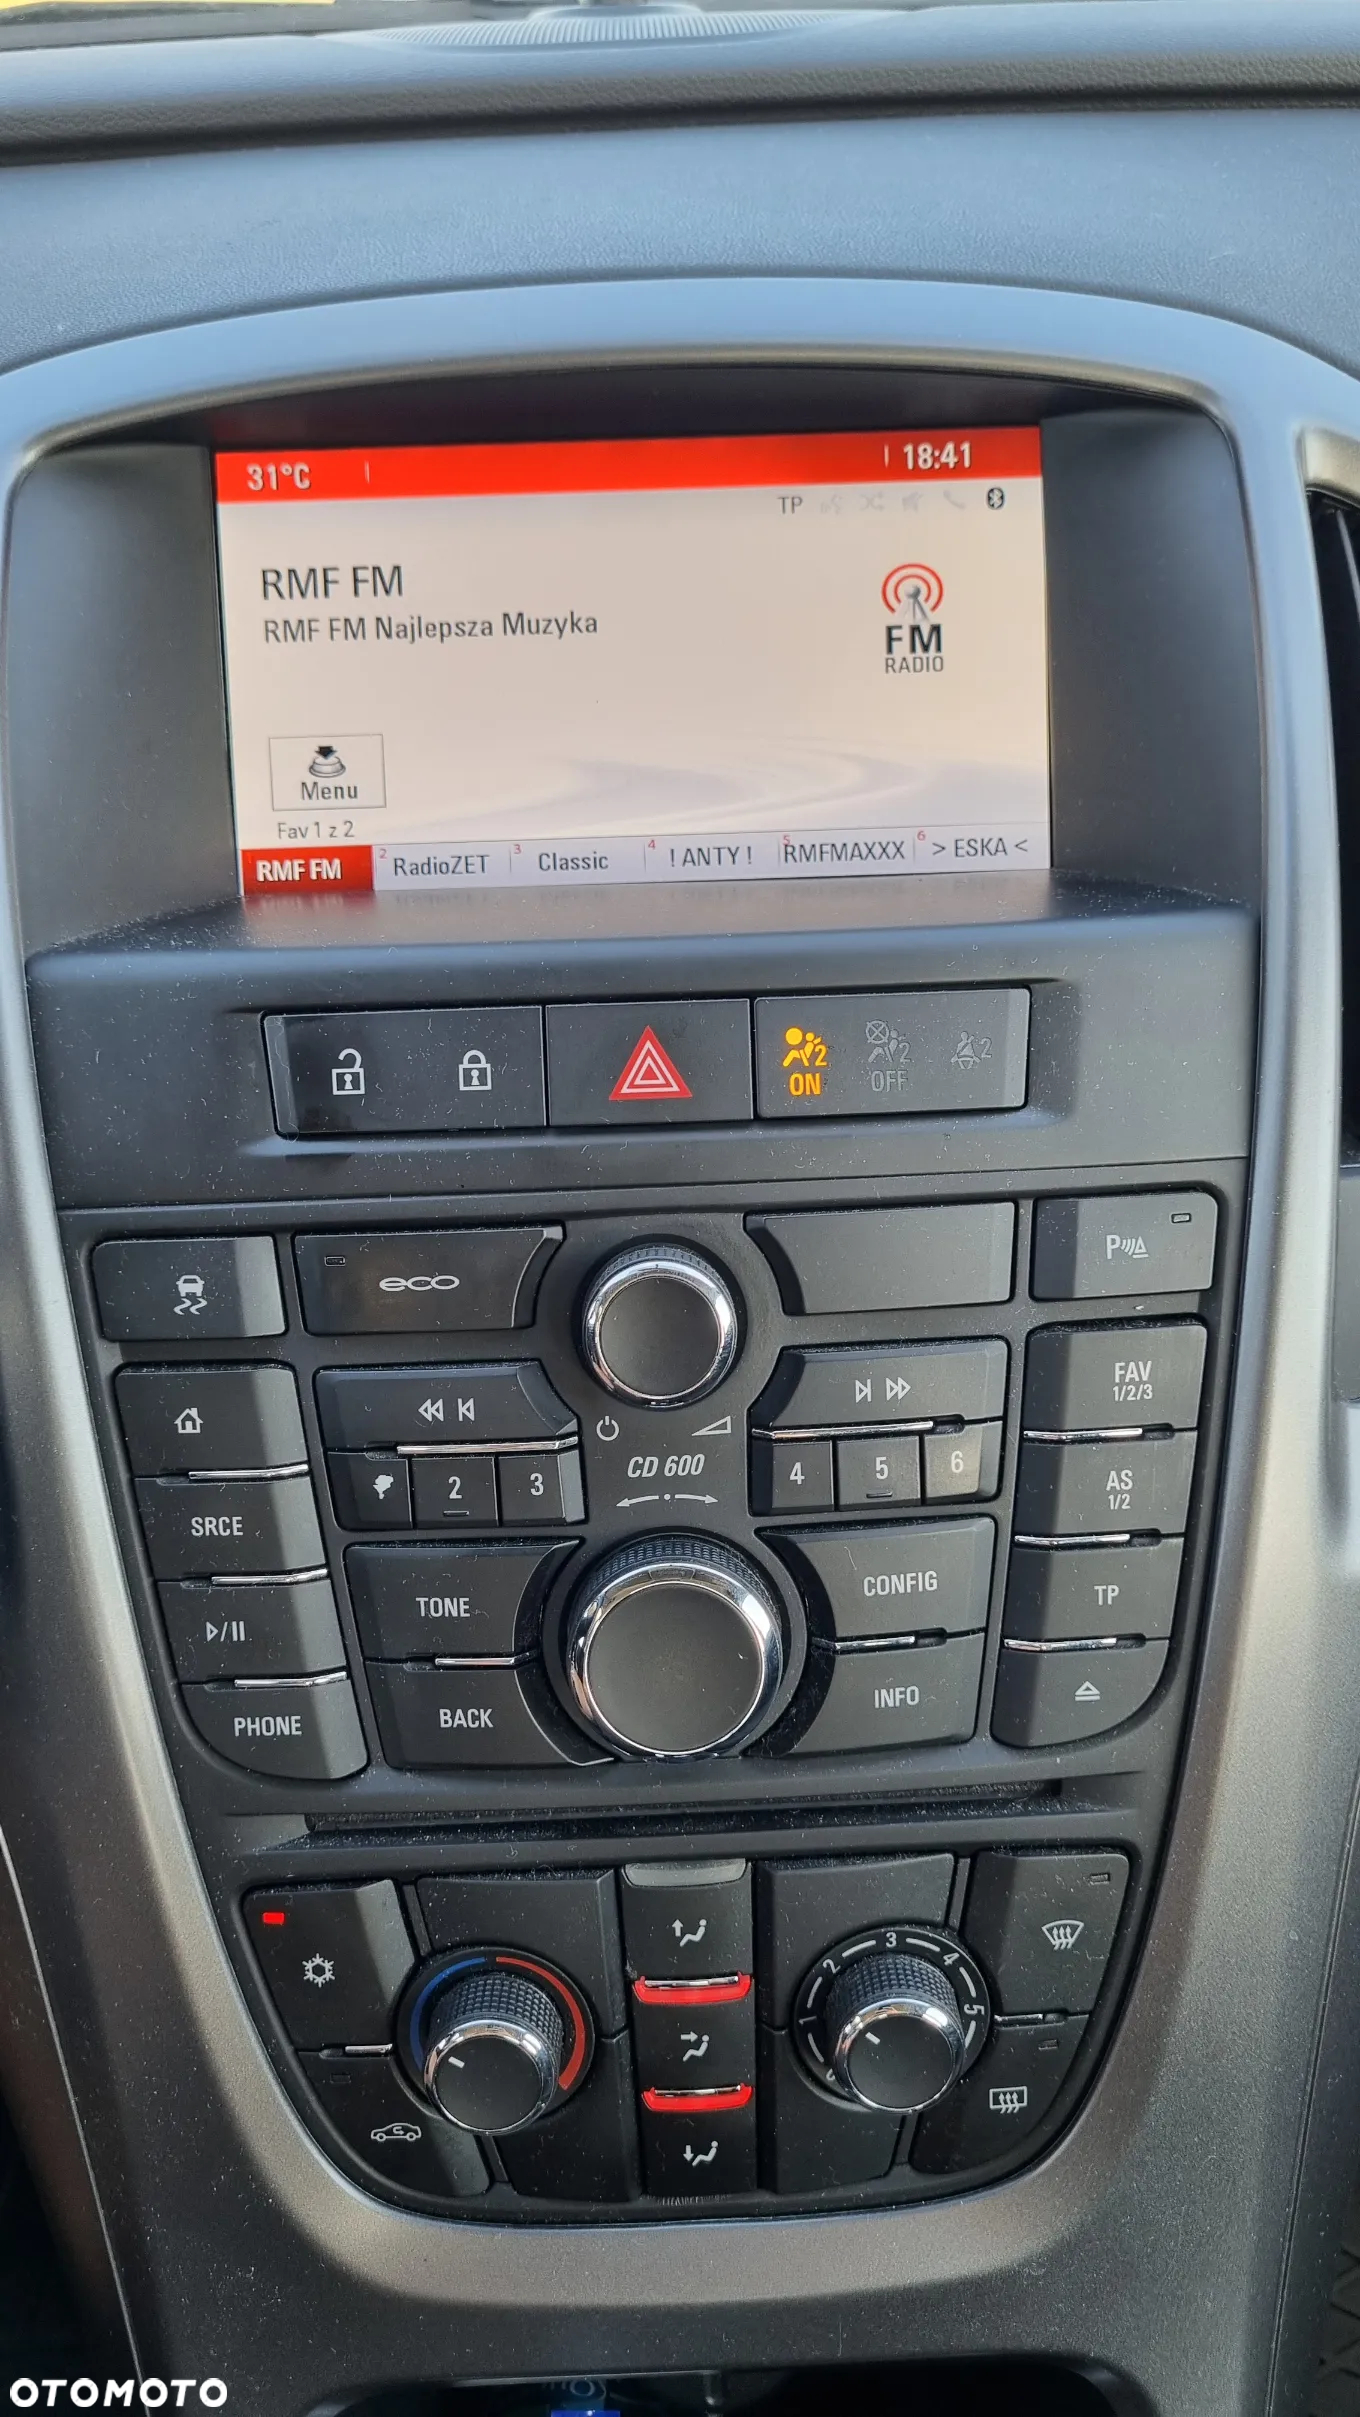 31°C
18:41
TP
RMF FM
RMF FM Najlepsza Muzyka
FM
RADIO
Menu
Fav 1 z 2
RMF FM
2 RadioZET
3 Classic
4 ! ANTY !
5 RMFMAXXX
6 > ESKA <
2
ON
2
OFF
2
eco
P
FAV
1/2/3
2
3
CD 600
4
5
6
AS
1/2
SRCE
TONE
CONFIG
TP
PHONE
BACK
INFO
1
2
3
4
5
OTOMOTO